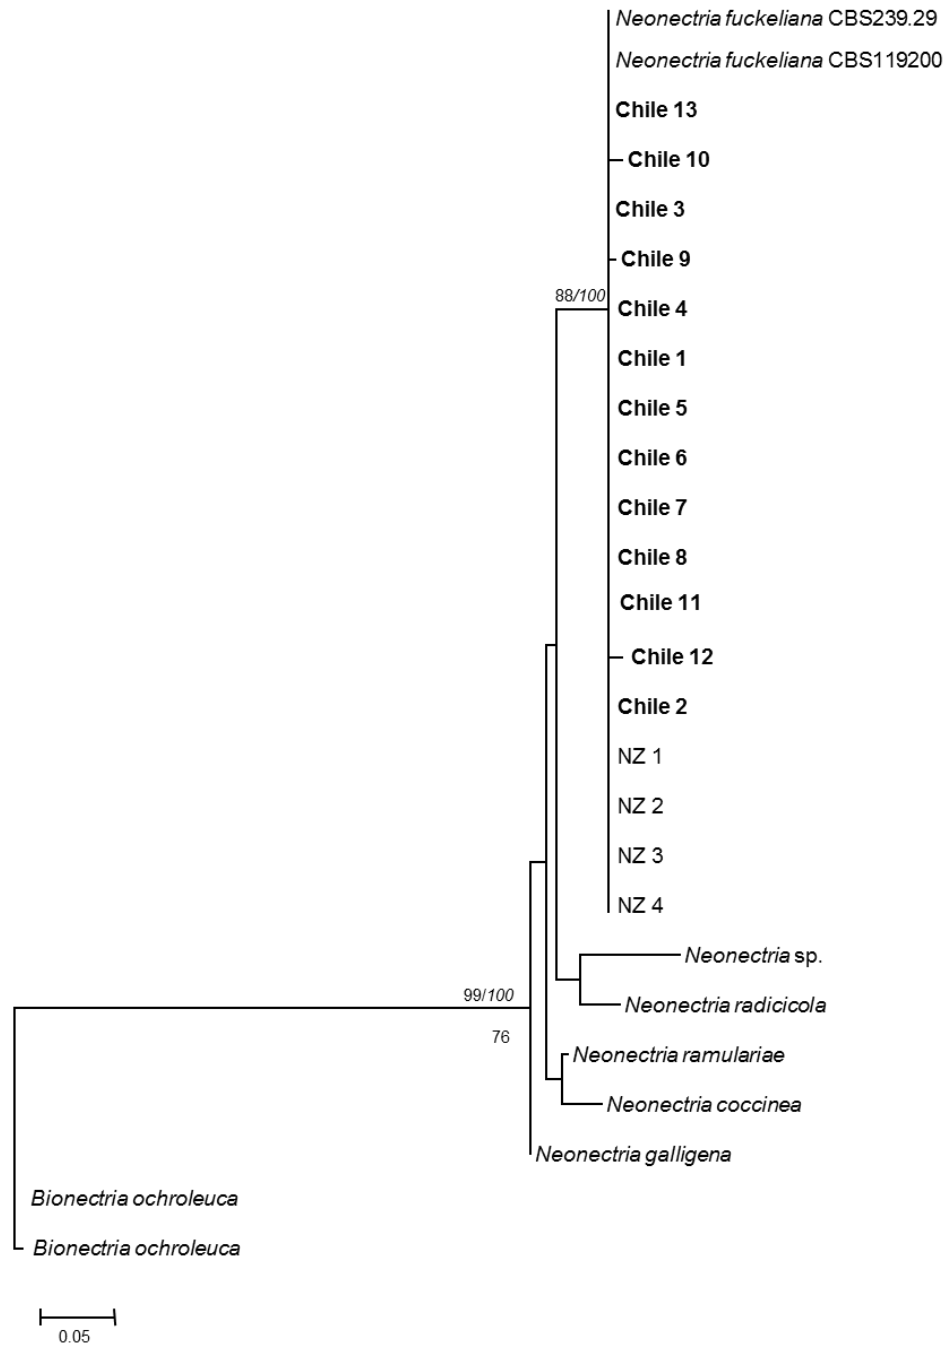 Neonectria fuckeliana CBS239.29
Neonectria fuckeliana CBS119200
Chile 13
Chile 10
Chile 3
Chile 9
88/100
Chile 4
Chile 1
Chile 5
Chile 6
Chile 7
Chile 8
Chile 11
Chile 12
Chile 2
NZ 1
NZ 2
NZ 3
NZ 4
Neonectria sp.
99/100
Neonectria radicicola
76
Neonectria ramulariae
Neonectria coccinea
Neonectria galligena
Bionectria ochroleuca
Bionectria ochroleuca
0.05